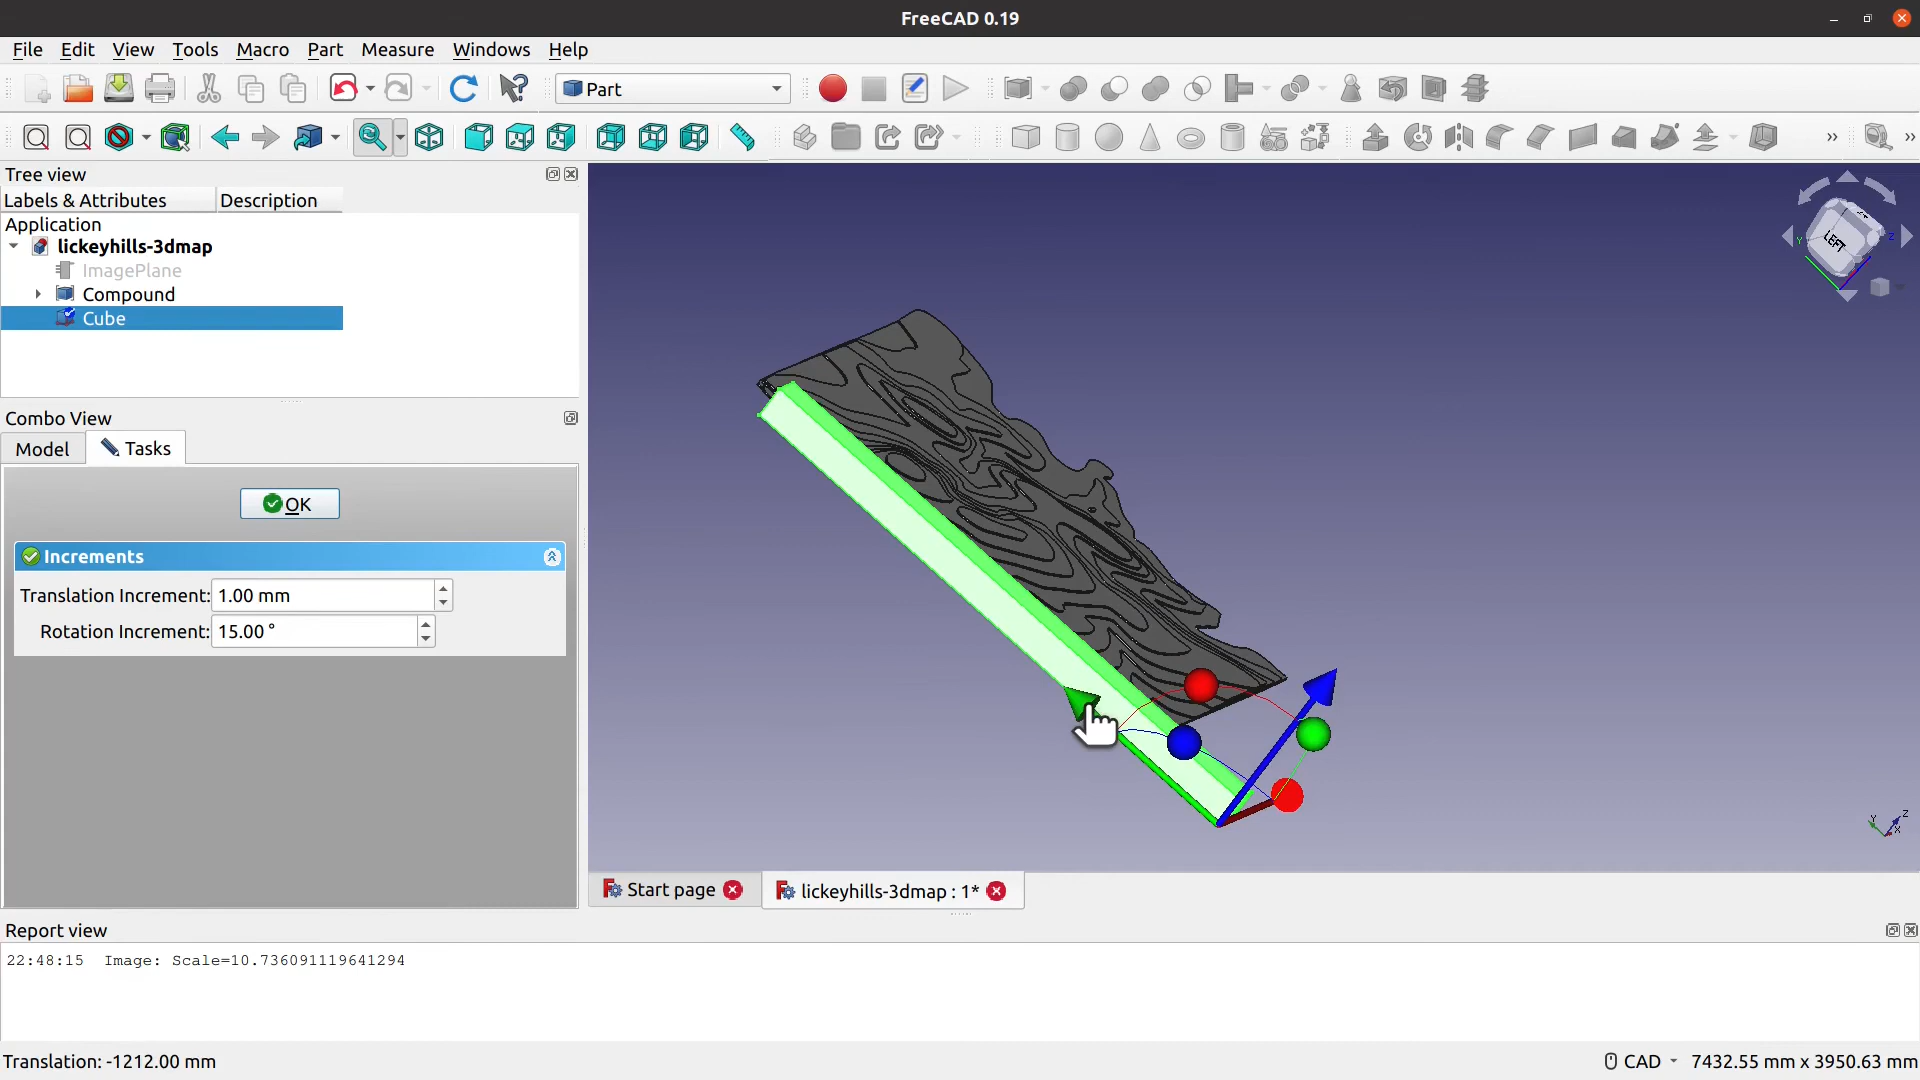 FreeCAD 0.19
File Edit View Tools Macro Part Measure Windows Help
Part
Tree view
Labels & Attributes Description
Application
lickeyhills-3dmap
ImagePlane
Compound
Cube
Combo View
Model Tasks
OK
Increments
Translation Increment: 1.00 mm
Rotation Increment: 15.00 °
LEFT
Y
Z
Y
Z
X
Start page lickeyhills-3dmap : 1*
Report view
22:48:15 Image: Scale=10.736091119641294
Translation: -1212.00 mm
CAD 7432.55 mm x 3950.63 mm